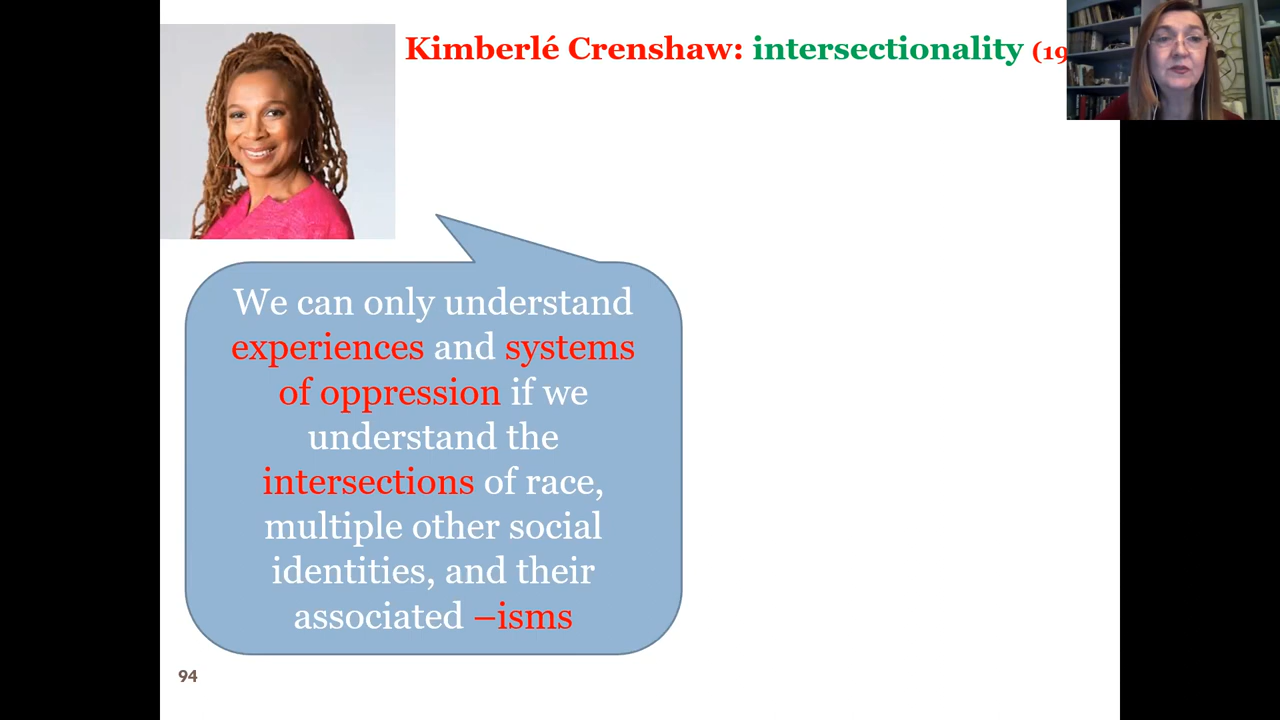 Kimberlé Crenshaw: intersectionality (19
We can only understand
experiences and systems
of oppression if we
understand the
intersections of race,
multiple other social
identities, and their
associated –isms
94